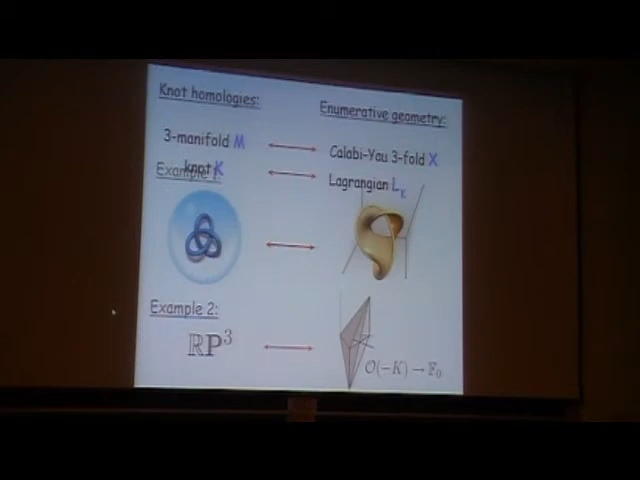 Knot homologies:
Enumerative geometry:
3-manifold M
Calabi-Yau 3-fold X
knot K
Example 1:
Lagrangian L_K
Example 2:
ℝP³
O(-K) → F₀